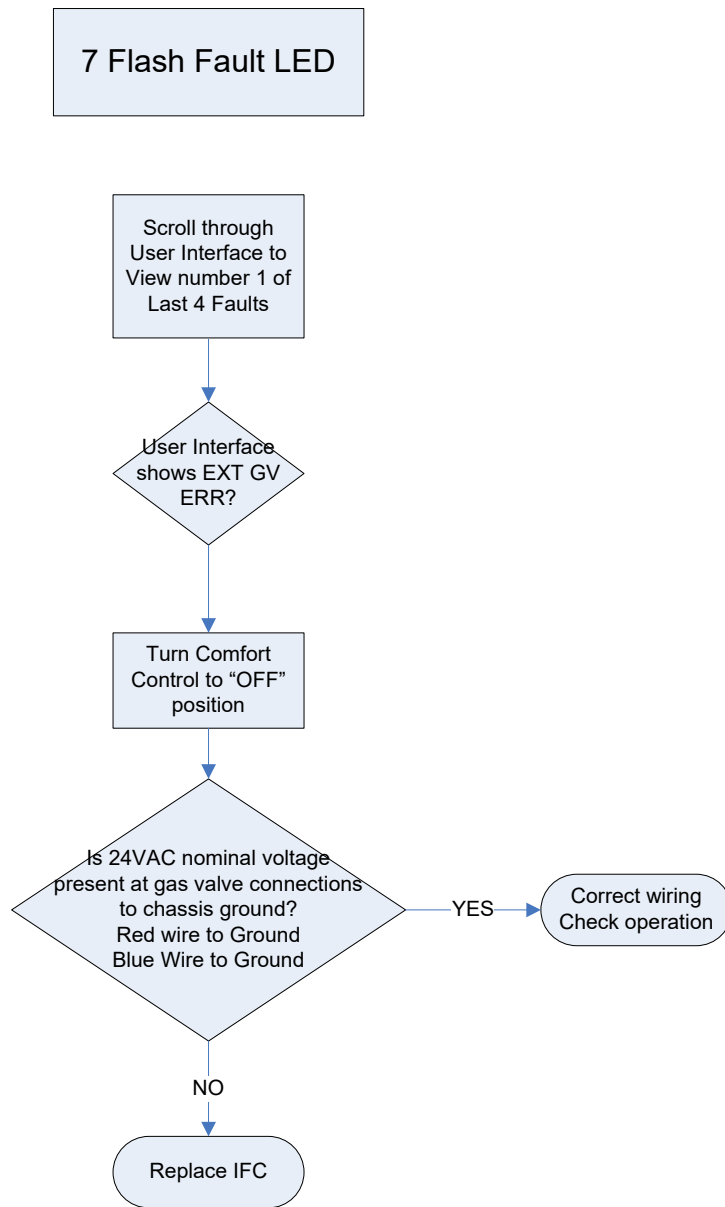 7 Flash Fault LED
Scroll through
User Interface to
View number 1 of
Last 4 Faults
User Interface
shows EXT GV
ERR?
Turn Comfort
Control to “OFF”
position
Is 24VAC nominal voltage
present at gas valve connections
to chassis ground?
Red wire to Ground
Blue Wire to Ground
YES
Correct wiring
Check operation
NO
Replace IFC